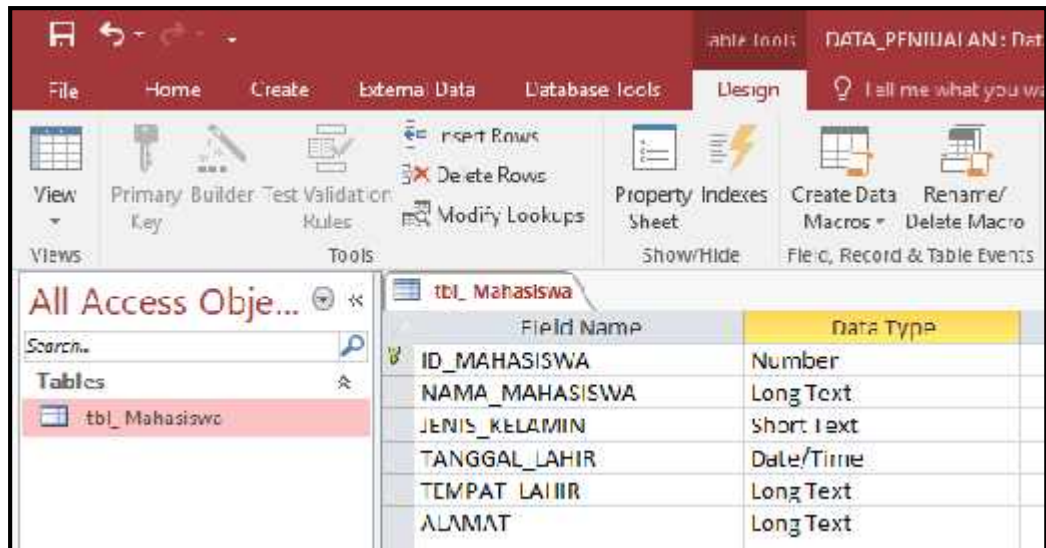 Table Tools DATA_PENJUALAN : Dat
File Home Create External Data Database Tools Design Tell me what you wa
View Primary Key Builder Test Validation Rules Insert Rows Delete Rows Modify Lookups Property Sheet Indexes Create Data Macros Rename/ Delete Macro
Views Tools Show/Hide Field, Record & Table Events
All Access Obje...
Search...
Tables
tbl_Mahasiswa
tbl_Mahasiswa
Field Name Data Type
ID_MAHASISWA Number
NAMA_MAHASISWA Long Text
JENIS_KELAMIN Short Text
TANGGAL_LAHIR Date/Time
TEMPAT_LAHIR Long Text
ALAMAT Long Text